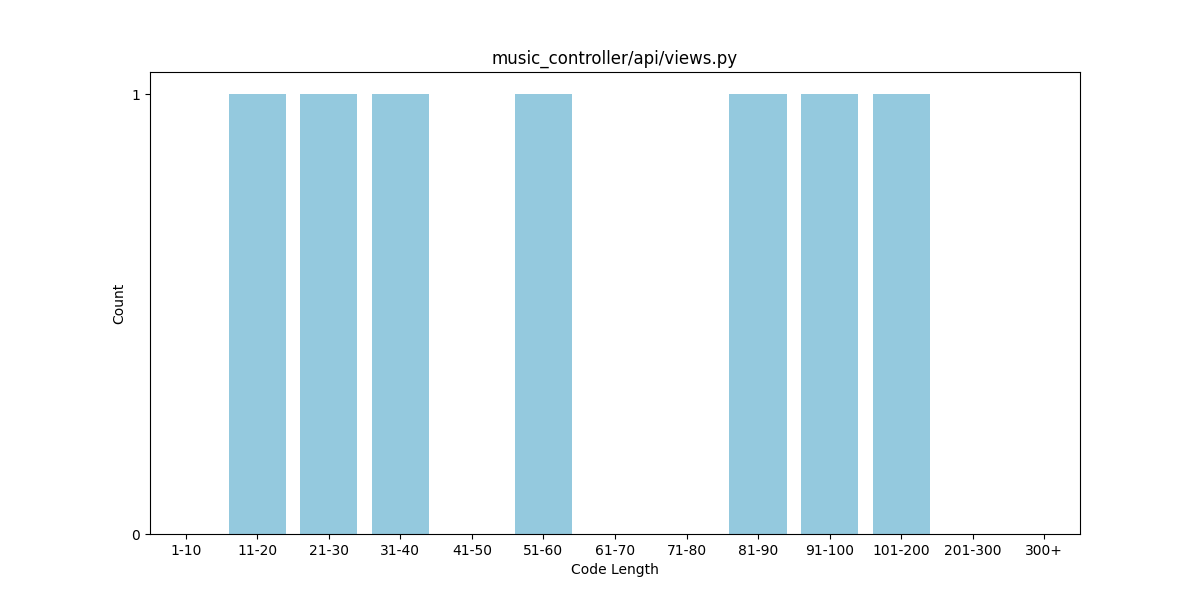 music_controller/api/views.py
Count
1
0
1-10 11-20 21-30 31-40 41-50 51-60 61-70 71-80 81-90 91-100 101-200 201-300 300+
Code Length